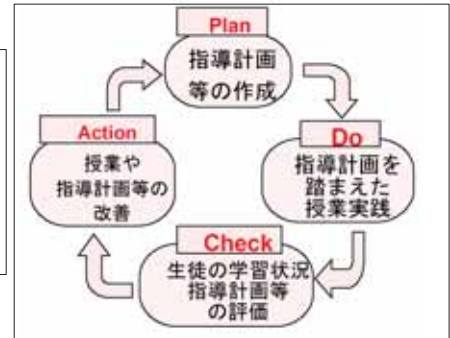 Plan
指導計画
等の作成
Do
指導計画を
踏まえた
授業実践
Check
生徒の学習状況
指導計画等
の評価
Action
授業や
指導計画等の
改善